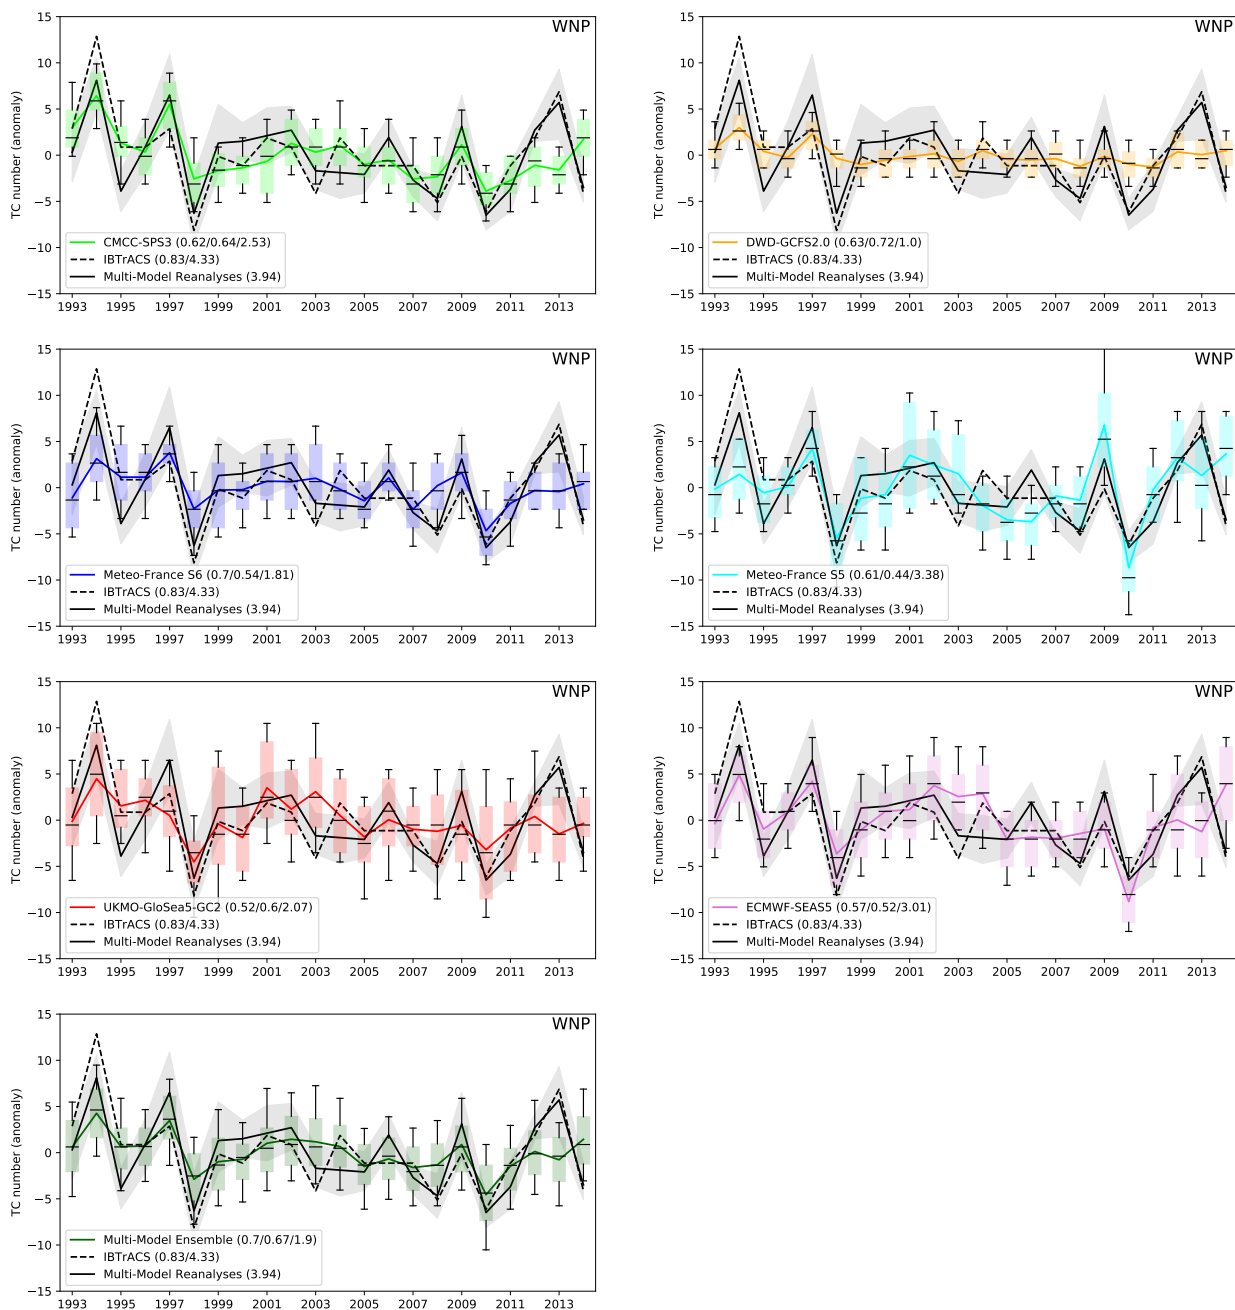 WNP
TC number (anomaly)
15
10
5
0
−5
−10
−15
CMCC-SPS3 (0.62/0.64/2.53)
IBTrACS (0.83/4.33)
Multi-Model Reanalyses (3.94)
1993 1995 1997 1999 2001 2003 2005 2007 2009 2011 2013
WNP
TC number (anomaly)
15
10
5
0
−5
−10
−15
DWD-GCFS2.0 (0.63/0.72/1.0)
IBTrACS (0.83/4.33)
Multi-Model Reanalyses (3.94)
1993 1995 1997 1999 2001 2003 2005 2007 2009 2011 2013
WNP
TC number (anomaly)
15
10
5
0
−5
−10
−15
Meteo-France S6 (0.7/0.54/1.81)
IBTrACS (0.83/4.33)
Multi-Model Reanalyses (3.94)
1993 1995 1997 1999 2001 2003 2005 2007 2009 2011 2013
WNP
TC number (anomaly)
15
10
5
0
−5
−10
−15
Meteo-France S5 (0.61/0.44/3.38)
IBTrACS (0.83/4.33)
Multi-Model Reanalyses (3.94)
1993 1995 1997 1999 2001 2003 2005 2007 2009 2011 2013
WNP
TC number (anomaly)
15
10
5
0
−5
−10
−15
UKMO-GloSea5-GC2 (0.52/0.6/2.07)
IBTrACS (0.83/4.33)
Multi-Model Reanalyses (3.94)
1993 1995 1997 1999 2001 2003 2005 2007 2009 2011 2013
WNP
TC number (anomaly)
15
10
5
0
−5
−10
−15
ECMWF-SEAS5 (0.57/0.52/3.01)
IBTrACS (0.83/4.33)
Multi-Model Reanalyses (3.94)
1993 1995 1997 1999 2001 2003 2005 2007 2009 2011 2013
WNP
TC number (anomaly)
15
10
5
0
−5
−10
−15
Multi-Model Ensemble (0.7/0.67/1.9)
IBTrACS (0.83/4.33)
Multi-Model Reanalyses (3.94)
1993 1995 1997 1999 2001 2003 2005 2007 2009 2011 2013